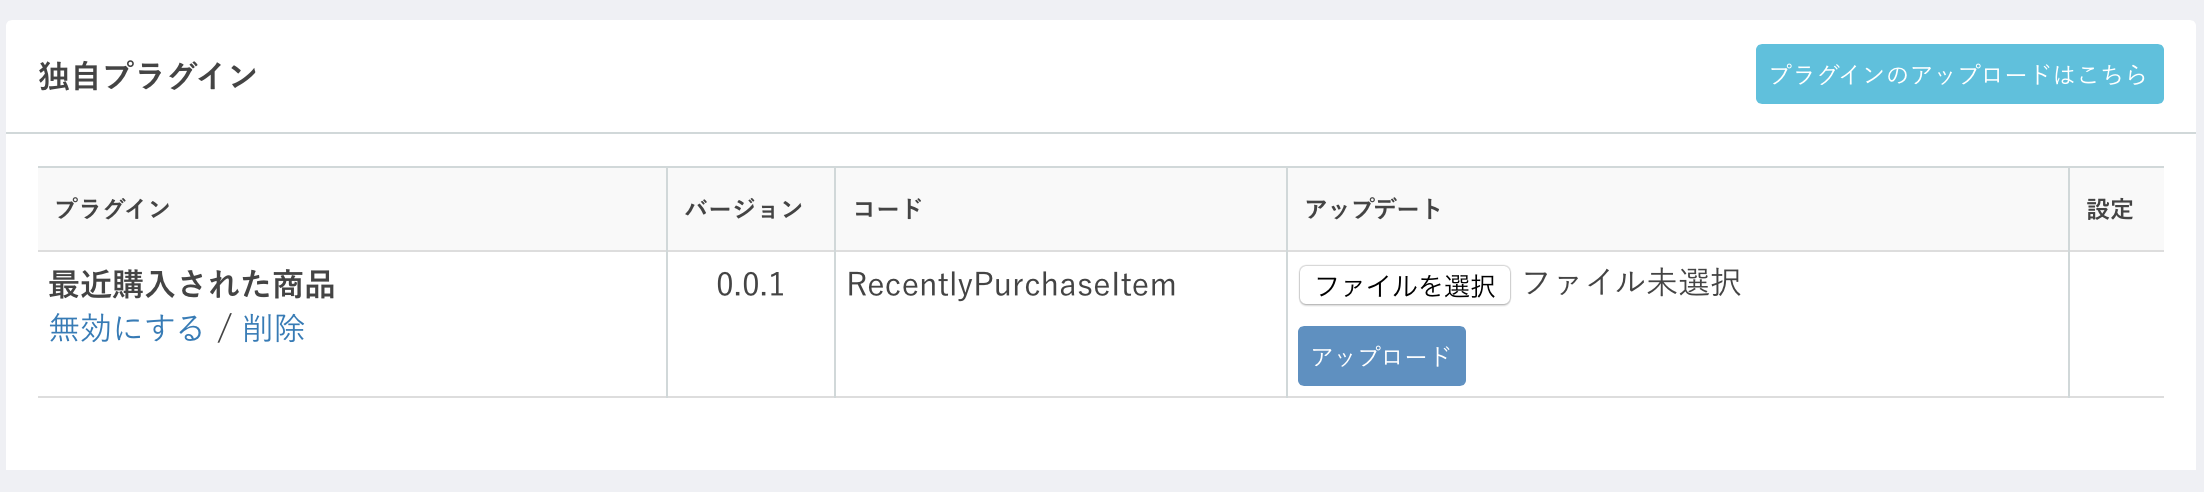 独自プラグイン
プラグインのアップロードはこちら
プラグイン バージョン コード アップデート 設定
最近購入された商品 0.0.1 RecentlyPurchaseItem ファイルを選択 ファイル未選択
無効にする / 削除
アップロード